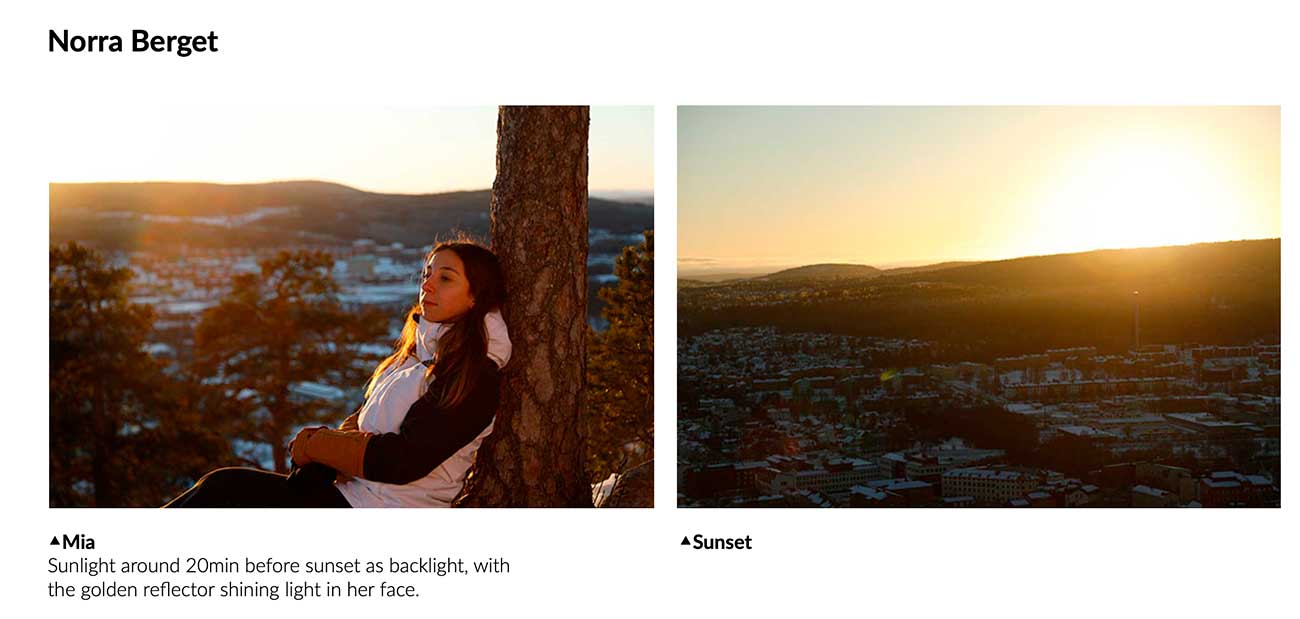 Norra Berget
▲Mia
Sunlight around 20min before sunset as backlight, with
the golden reflector shining light in her face.
▲Sunset